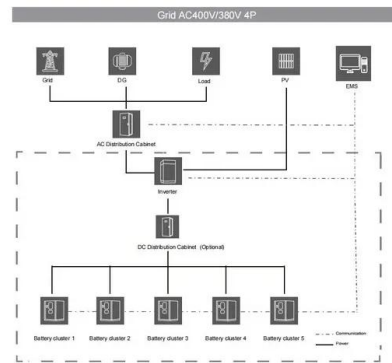 Grid AC400V/380V 4P
Grid
DG
Load
PV
EMS
AC Distribution Cabinet
Inverter
DC Distribution Cabinet (Optional)
Battery cluster 1
Battery cluster 2
Battery cluster 3
Battery cluster 4
Battery cluster 5
Communication
Power